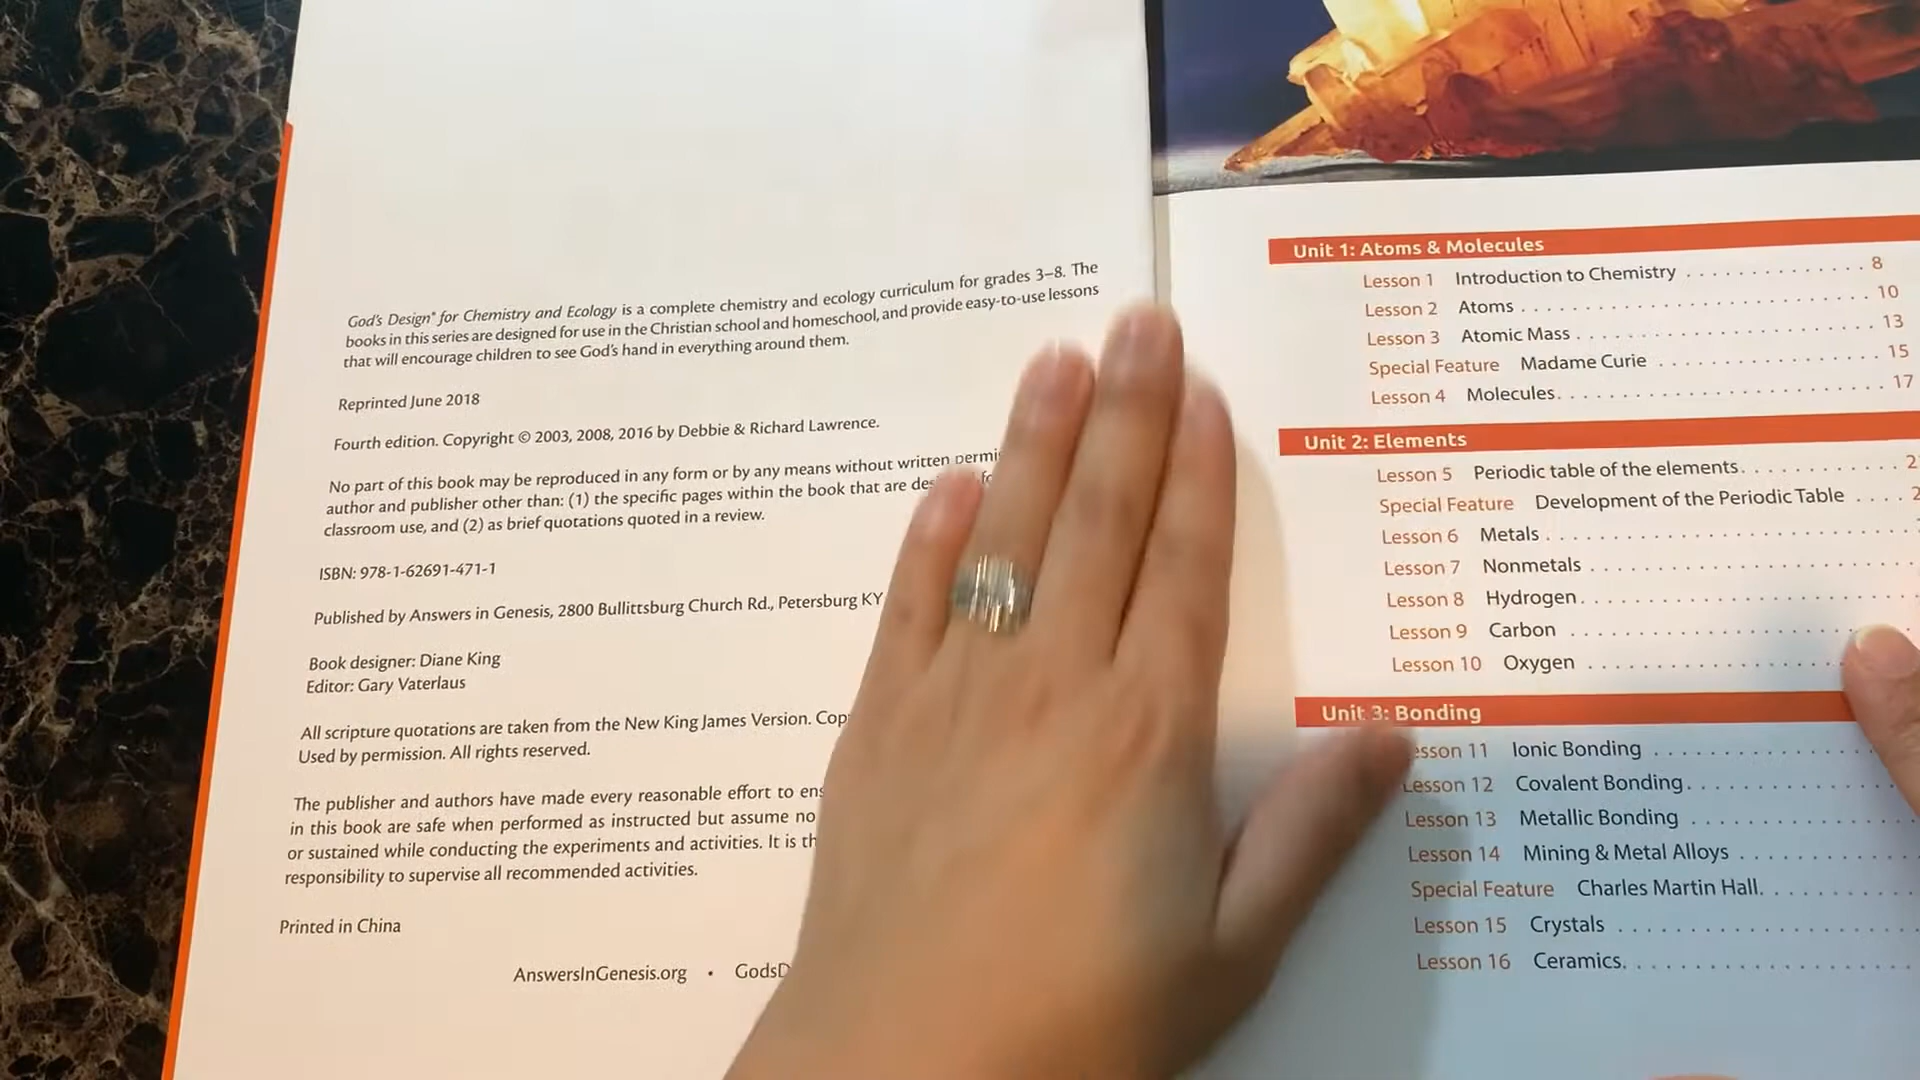 God's Design® for Chemistry and Ecology is a complete chemistry and ecology curriculum for grades 3–8. The
books in this series are designed for use in the Christian school and homeschool, and provide easy-to-use lessons
that will encourage children to see God's hand in everything around them.
Reprinted June 2018
Fourth edition. Copyright © 2003, 2008, 2016 by Debbie & Richard Lawrence.
No part of this book may be reproduced in any form or by any means without written
author and publisher other than: (1) the specific pages within the book that are
classroom use, and (2) as brief quotations quoted in a review.
ISBN: 978-1-62691-471-1
Published by Answers in Genesis, 2800 Bullittsburg Church Rd., Petersburg KY
Book designer: Diane King
Editor: Gary Vaterlaus
All scripture quotations are taken from the New King James Version.
Used by permission. All rights reserved.
The publisher and authors have made every reasonable effort to
in this book are safe when performed as instructed but assume no
or sustained while conducting the experiments and activities. It is
responsibility to supervise all recommended activities.
Printed in China
AnswersInGenesis.org •
Unit 1: Atoms & Molecules
Lesson 1 Introduction to Chemistry . . . . . . . . . . . . . . 8
Lesson 2 Atoms . . . . . . . . . . . . . . . . . . . . . . . . . . . . . 10
Lesson 3 Atomic Mass . . . . . . . . . . . . . . . . . . . . . . . 13
Special Feature Madame Curie . . . . . . . . . . . . . . . . . 15
Lesson 4 Molecules. . . . . . . . . . . . . . . . . . . . . . . . . . 17
Unit 2: Elements
Lesson 5 Periodic table of the elements. . . . . . . . . . . .
Special Feature Development of the Periodic Table . . . .
Lesson 6 Metals . . . . . . . . . . . . . . . . . . . . . . . . . . . .
Lesson 7 Nonmetals . . . . . . . . . . . . . . . . . . . . . . . . .
Lesson 8 Hydrogen. . . . . . . . . . . . . . . . . . . . . . . . . .
Lesson 9 Carbon . . . . . . . . . . . . . . . . . . . . . . .
Lesson 10 Oxygen . . . . . . . . . . . . . . . . . . . . .
Unit 3: Bonding
Lesson 11 Ionic Bonding . . . . . . . . . . . . . . . . .
Lesson 12 Covalent Bonding. . . . . . . . . . . . . . . . .
Lesson 13 Metallic Bonding . . . . . . . . . . . . . . . . .
Lesson 14 Mining & Metal Alloys . . . . . . . . . . . . .
Special Feature Charles Martin Hall. . . . . . . . . . . .
Lesson 15 Crystals . . . . . . . . . . . . . . . . . . . . . . .
Lesson 16 Ceramics. . . . . . . . . . . . . . . . . . . . . .